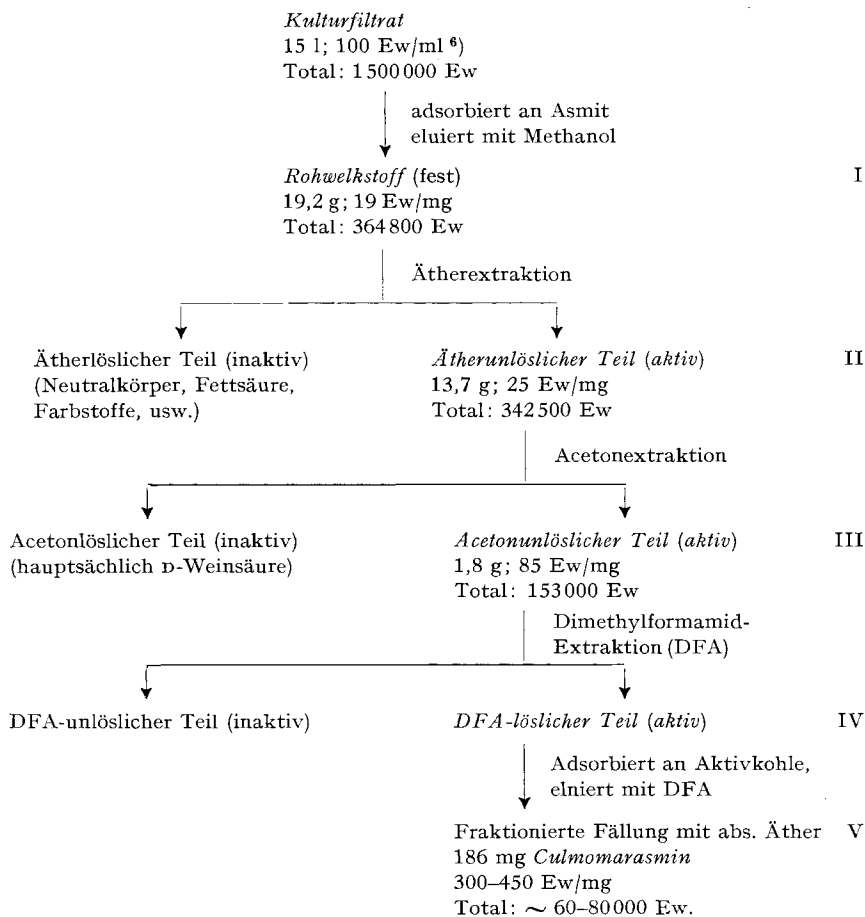 Kulturfiltrat
15 l; 100 Ew/ml ⁶)
Total: 1 500 000 Ew
adsorbiert an Asmit
eluiert mit Methanol
Rohwelkstoff (fest) I
19,2 g; 19 Ew/mg
Total: 364 800 Ew
Ätherextraktion
Ätherlöslicher Teil (inaktiv)
(Neutralkörper, Fettsäure,
Farbstoffe, usw.)
Ätherunlöslicher Teil (aktiv) II
13,7 g; 25 Ew/mg
Total: 342 500 Ew
Acetonextraktion
Acetonlöslicher Teil (inaktiv)
(hauptsächlich D-Weinsäure)
Acetonunlöslicher Teil (aktiv) III
1,8 g; 85 Ew/mg
Total: 153 000 Ew
Dimethylformamid-
Extraktion (DFA)
DFA-unlöslicher Teil (inaktiv)
DFA-löslicher Teil (aktiv) IV
Adsorbiert an Aktivkohle,
elniert mit DFA
Fraktionierte Fällung mit abs. Äther V
186 mg Culmomarasmin
300–450 Ew/mg
Total: ~ 60–80 000 Ew.